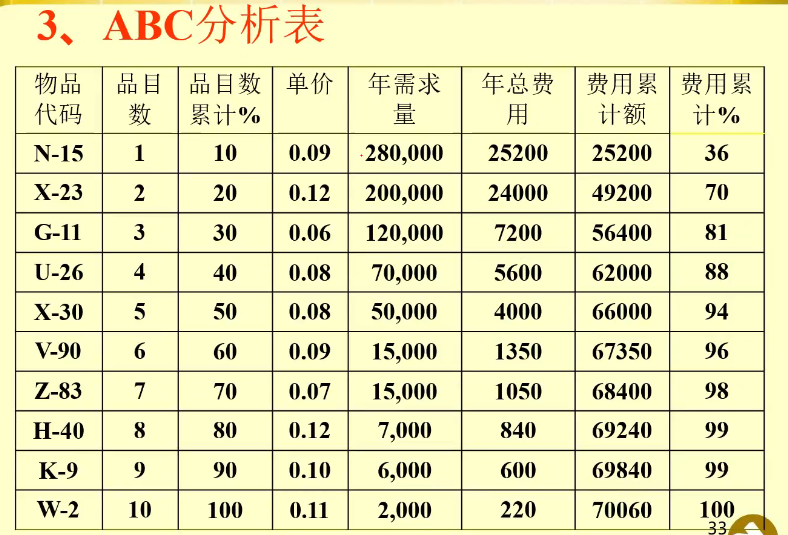 3、ABC分析表
物品代码 品目数 品目数累计% 单价 年需求量 年总费用 费用累计额 费用累计%
N-15 1 10 0.09 280,000 25200 25200 36
X-23 2 20 0.12 200,000 24000 49200 70
G-11 3 30 0.06 120,000 7200 56400 81
U-26 4 40 0.08 70,000 5600 62000 88
X-30 5 50 0.08 50,000 4000 66000 94
V-90 6 60 0.09 15,000 1350 67350 96
Z-83 7 70 0.07 15,000 1050 68400 98
H-40 8 80 0.12 7,000 840 69240 99
K-9 9 90 0.10 6,000 600 69840 99
W-2 10 100 0.11 2,000 220 70060 100
33